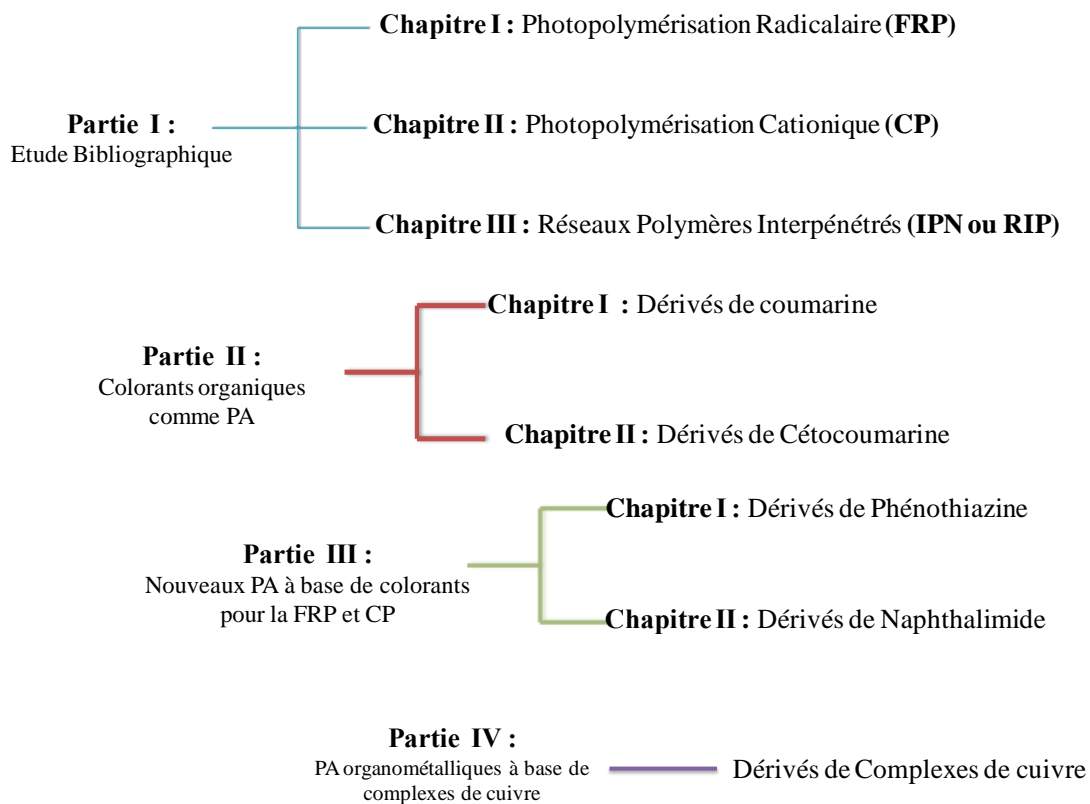 Chapitre I : Photopolymérisation Radicalaire (FRP)
Partie I :
Etude Bibliographique
Chapitre II : Photopolymérisation Cationique (CP)
Chapitre III : Réseaux Polymères Interpénétrés (IPN ou RIP)
Chapitre I : Dérivés de coumarine
Partie II :
Colorants organiques
comme PA
Chapitre II : Dérivés de Cétocoumarine
Chapitre I : Dérivés de Phénothiazine
Partie III :
Nouveaux PA à base de colorants
pour la FRP et CP
Chapitre II : Dérivés de Naphthalimide
Partie IV :
PA organométalliques à base de
complexes de cuivre
Dérivés de Complexes de cuivre